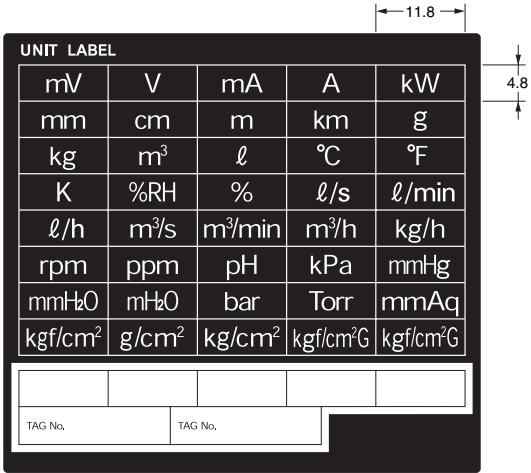 11.8
UNIT LABEL
4.8
mV V mA A kW
mm cm m km g
kg m³ ℓ °C °F
K %RH % ℓ/s ℓ/min
ℓ/h m³/s m³/min m³/h kg/h
rpm ppm pH kPa mmHg
mmH₂O mH₂O bar Torr mmAq
kgf/cm² g/cm² kg/cm² kgf/cm²G kgf/cm²G
TAG No. TAG No.